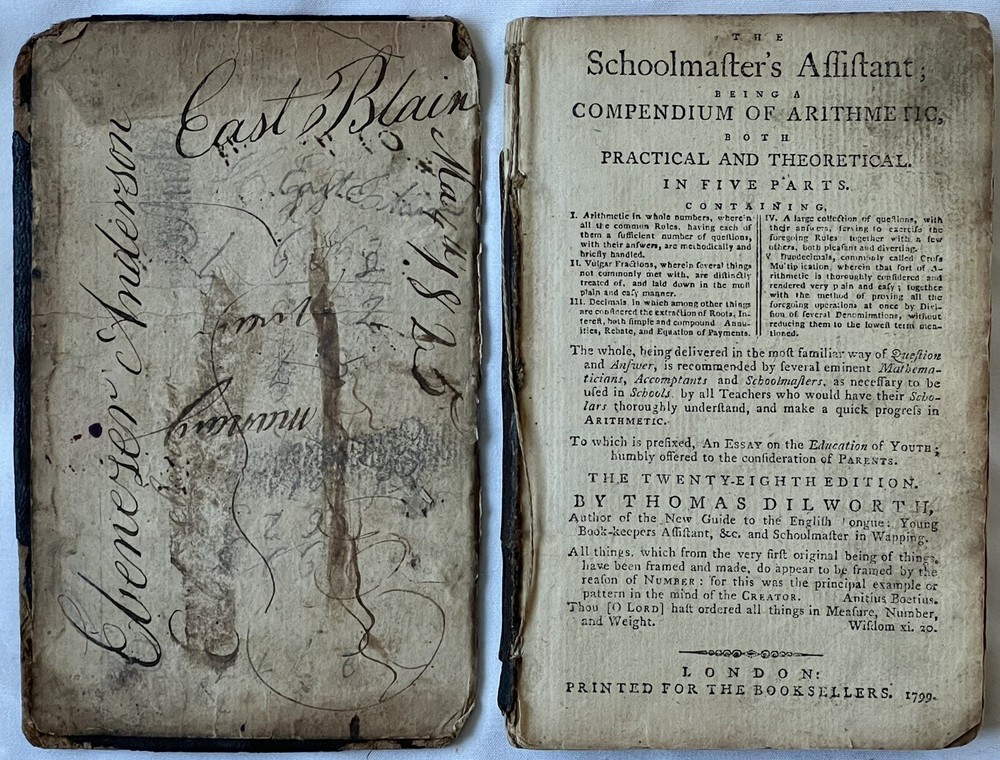 East Blain
May 1825
Ebeneser Anderson
THE
Schoolmaſter's Aſſiſtant;
BEING A
COMPENDIUM OF ARITHMETIC,
BOTH
PRACTICAL AND THEORETICAL.
IN FIVE PARTS.
CONTAINING,
I. Arithmetic in whole numbers, wherein
all the common Rules, having each of
them a ſufficient number of queſtions,
with their anſwers, are methodically and
briefly handled.
II. Vulgar Fractions, wherein ſeveral things
not commonly met with, are diſtinctly
treated of, and laid down in the moſt
plain and eaſy manner.
III. Decimals, in which among other things
are conſidered the extraction of Roots, In-
tereſt, both ſimple and compound Annu-
ities, Rebate, and Equation of Payments.
IV. A large collection of queſtions, with
their anſwers, ſerving to exerciſe the
foregoing Rules together with a few
others, both pleaſant and diverting.
V. Duodecimals, commonly called Croſs
Multiplication, wherein that ſort of A-
rithmetic is thoroughly conſidered and
rendered very plain and eaſy; together
with the method of proving all the
foregoing operations at once by Divi-
ſion of ſeveral Denominations, without
reducing them to the loweſt term men-
tioned.
The whole, being delivered in the moſt familiar way of Queſtion
and Anſwer, is recommended by ſeveral eminent Mathema-
ticians, Accomptants and Schoolmaſters, as neceſſary to be
uſed in Schools by all Teachers who would have their Scho-
lars thoroughly underſtand, and make a quick progreſs in
ARITHMETIC.
To which is prefixed, An ESSAY on the Education of YOUTH;
humbly offered to the conſideration of PARENTS.
THE TWENTY-EIGHTH EDITION.
BY THOMAS DILWORTH,
Author of the New Guide to the Engliſh Tongue; Young
Book-keepers Aſſiſtant, &c. and Schoolmaſter in Wapping.
All things, which from the very firſt original being of things,
have been framed and made, do appear to be framed by the
reaſon of NUMBER: for this was the principal example or
pattern in the mind of the CREATOR. Anitius Boetius.
Thou [O LORD] haſt ordered all things in Meaſure, Number,
and Weight. Wiſdom xi. 20.
LONDON:
PRINTED FOR THE BOOKSELLERS. 1799.